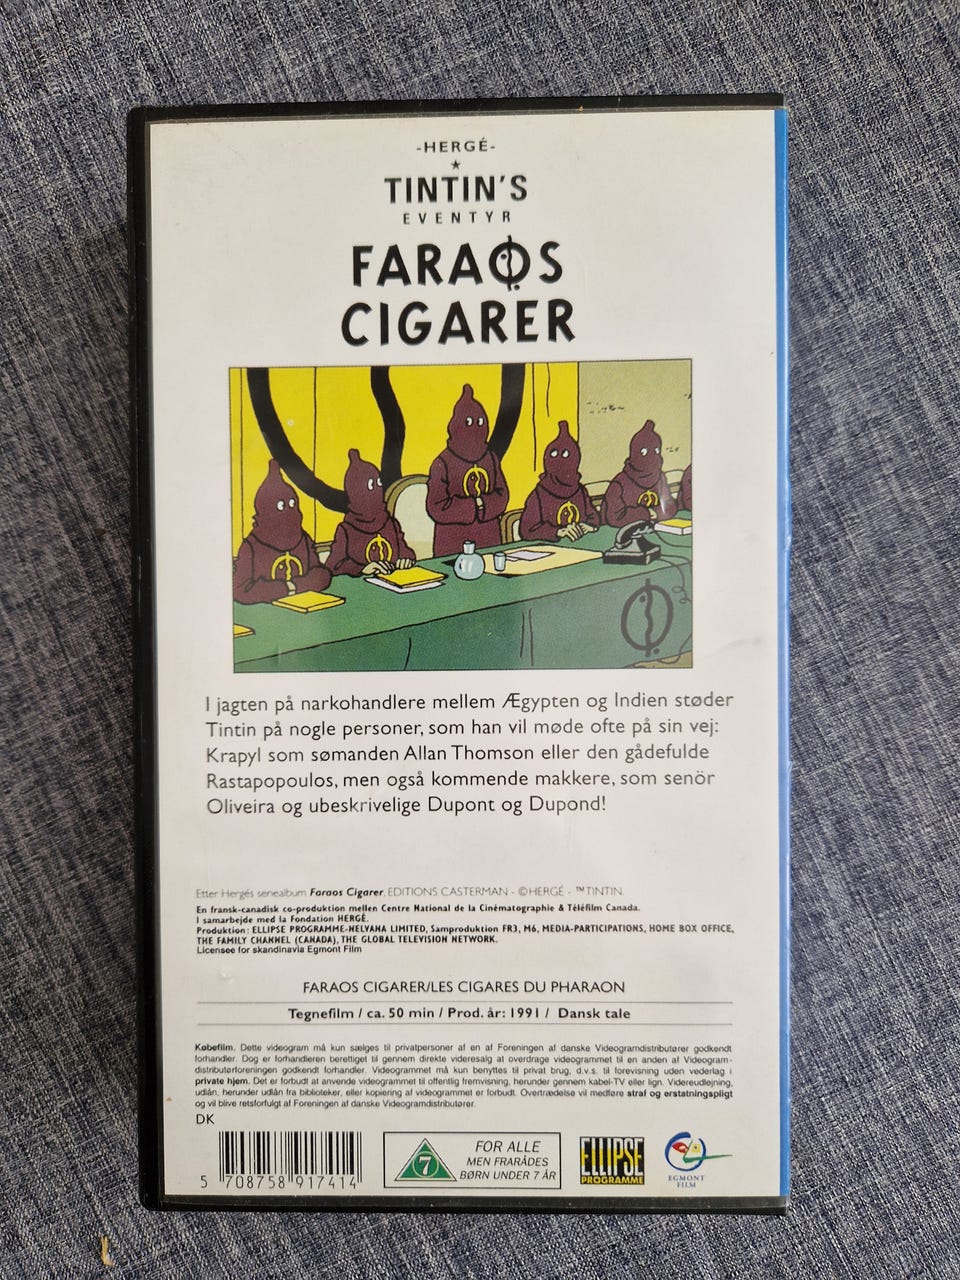 -HERGÉ-
TINTIN'S
EVENTYR
FARAOS
CIGARER
I jagten på narkohandlere mellem Ægypten og Indien støder
Tintin på nogle personer, som han vil møde ofte på sin vej:
Krapyl som sømanden Allan Thomson eller den gådefulde
Rastapopoulos, men også kommende makkere, som senör
Oliveira og ubeskrivelige Dupont og Dupond!
Etter Hergés seriealbum Faraos Cigarer, EDITIONS CASTERMAN - ©HERGÉ - ™TINTIN.
En fransk-canadisk co-produktion mellen Centre National de la Cinématographie & Téléfilm Canada.
I samarbejde med la Fondation HERGÉ.
Produktion: ELLIPSE PROGRAMME-NELVANA LIMITED, Samproduktion FR3, M6, MEDIA-PARTICIPATIONS, HOME BOX OFFICE,
THE FAMILY CHANNEL (CANADA), THE GLOBAL TELEVISION NETWORK.
Licensee for skandinavia Egmont Film
FARAOS CIGARER/LES CIGARES DU PHARAON
Tegnefilm / ca. 50 min / Prod. år: 1991 / Dansk tale
Købefilm. Dette videogram må kun sælges til privatpersoner af en af Foreningen af danske Videogramdistributører godkendt
forhandler. Dog er forhandleren berettiget til gennem direkte videresalg at overdrage videogrammet til en anden af Videogram-
distributørforeningen godkendt forhandler. Videogrammet må kun benyttes til privat brug, d.v.s. til forevisning uden vederlag i
private hjem. Det er forbudt at anvende videogrammet til offentlig fremvisning, herunder gennem kabel-TV eller lign. Videreudlejning,
udlån, herunder udlån fra biblioteker, eller kopiering af videogrammet er forbudt. Overtrædelse vil medføre straf og erstatningspligt
og vil blive retsforfulgt af Foreningen af danske Videogramdistributører.
DK
5 708758 917414
7
FOR ALLE
MEN FRARÅDES
BØRN UNDER 7 ÅR
ELLIPSE
PROGRAMME
EGMONT
FILM